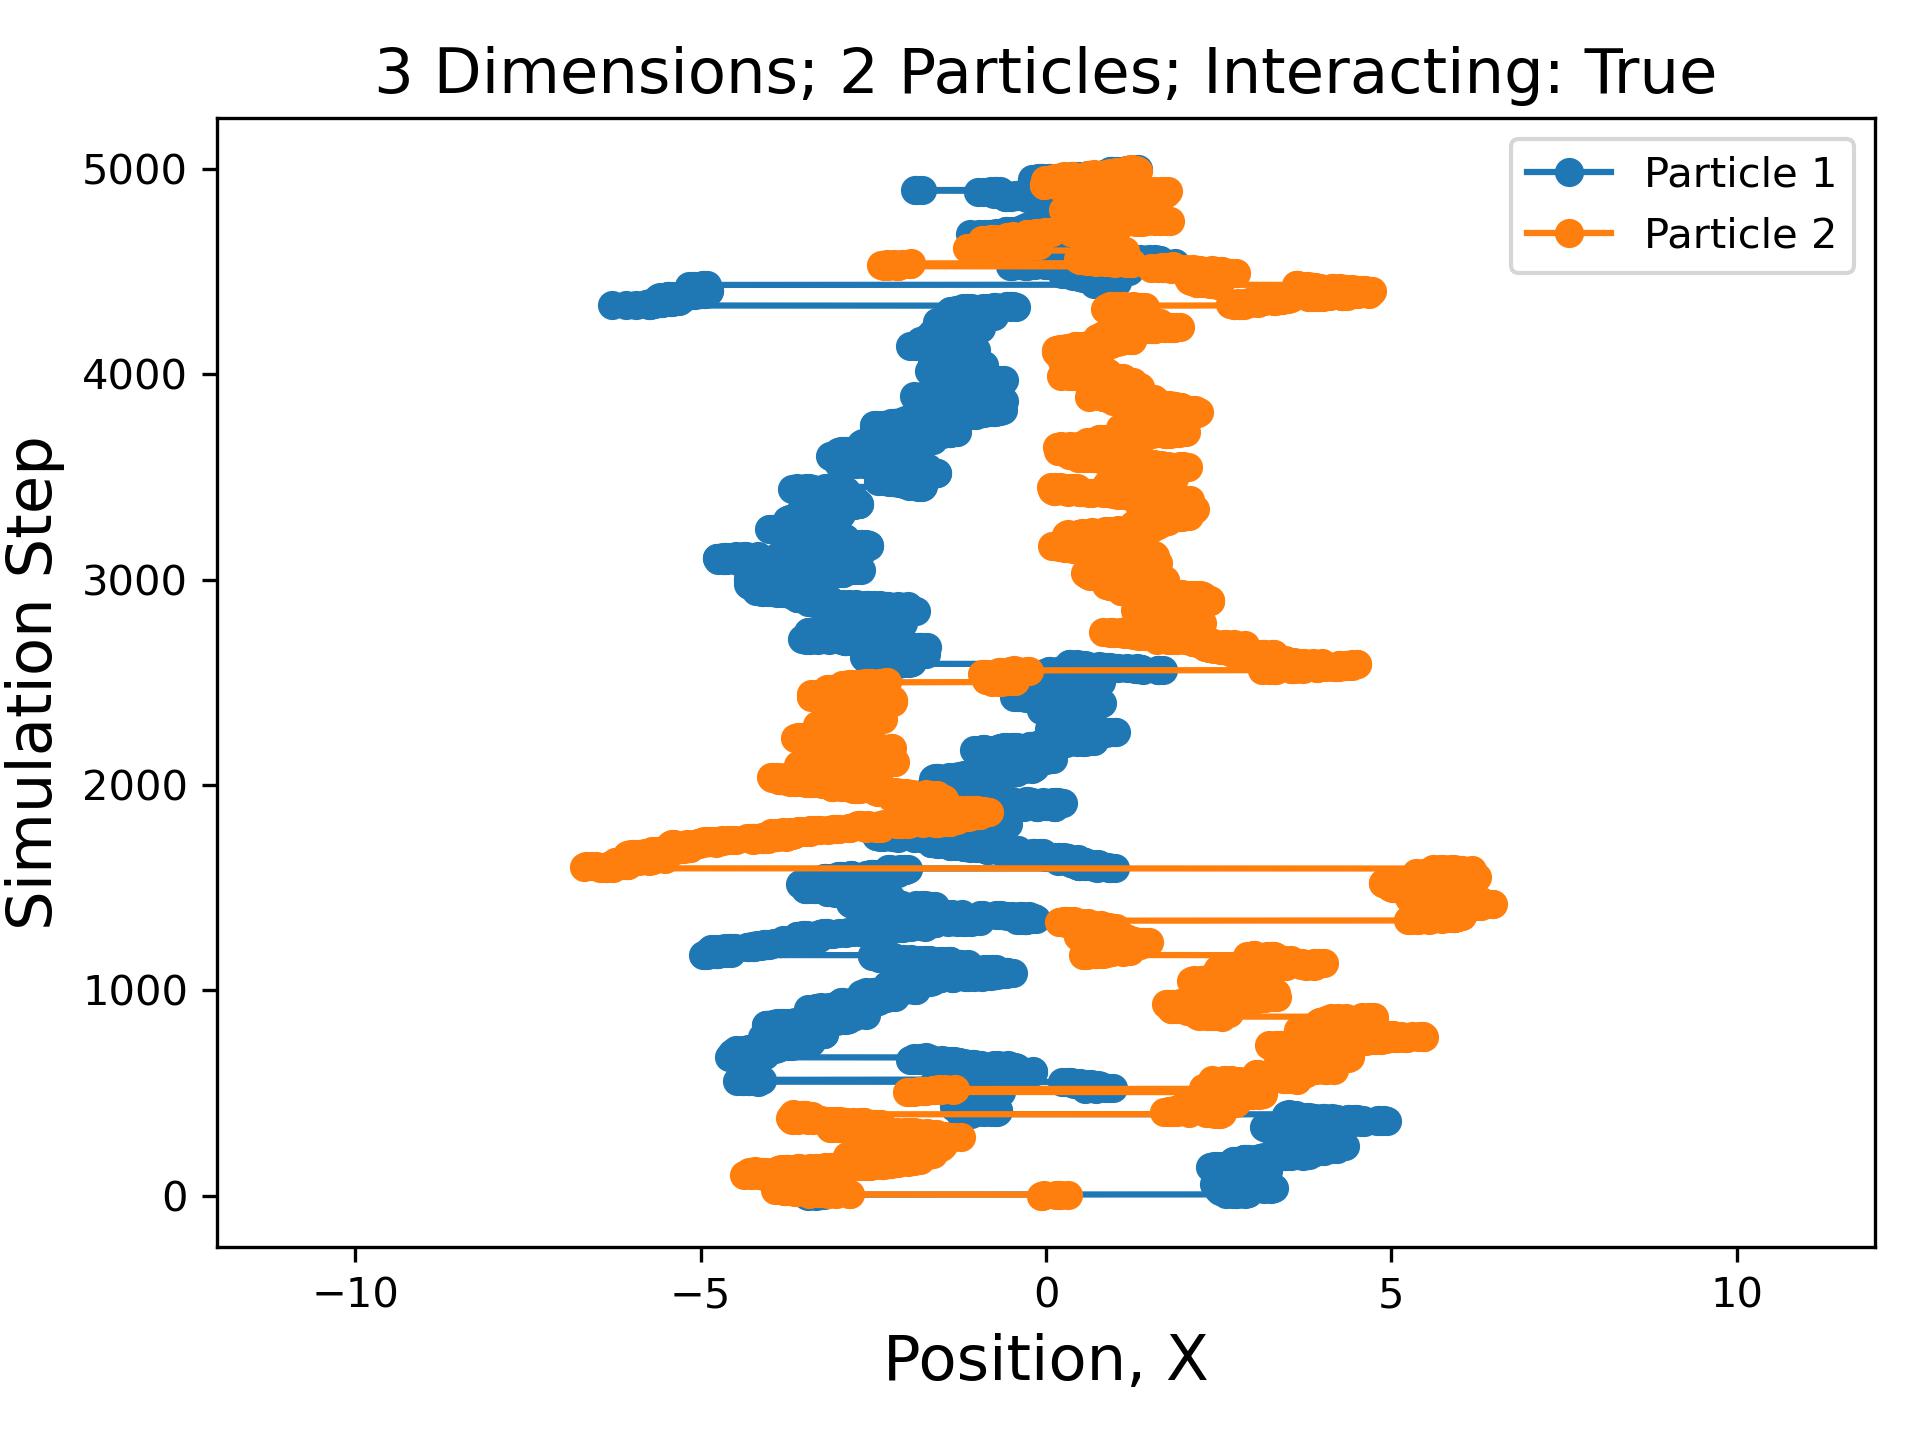 3 Dimensions; 2 Particles; Interacting: True
Particle 1
Particle 2
5000
4000
3000
2000
1000
0
Simulation Step
−10
−5
0
5
10
Position, X